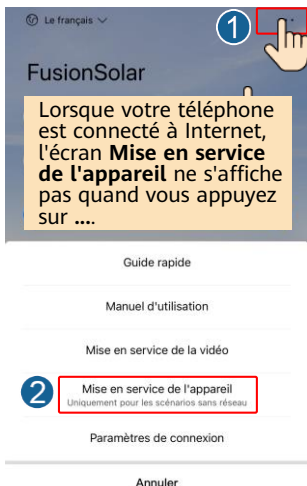 Le français
1
...
FusionSolar
Lorsque votre téléphone
est connecté à Internet,
l'écran Mise en service
de l'appareil ne s'affiche
pas quand vous appuyez
sur ....
Guide rapide
Manuel d'utilisation
Mise en service de la vidéo
2
Mise en service de l'appareil
Uniquement pour les scénarios sans réseau
Paramètres de connexion
Annuler